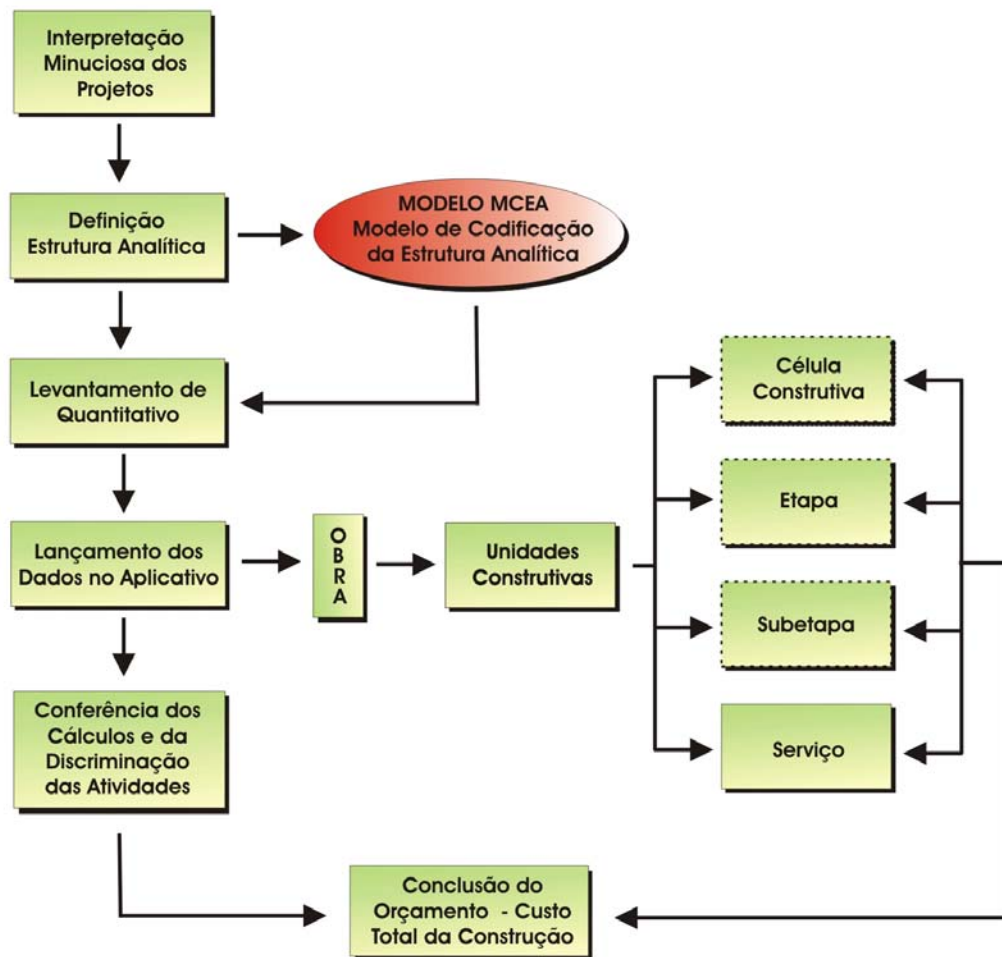 Interpretação
Minuciosa dos
Projetos
Definição
Estrutura Analítica
MODELO MCEA
Modelo de Codificação
da Estrutura Analítica
Levantamento de
Quantitativo
Lançamento dos
Dados no Aplicativo
O
B
R
A
Unidades
Construtivas
Célula
Construtiva
Etapa
Subetapa
Serviço
Conferência dos
Cálculos e da
Discriminação
das Atividades
Conclusão do
Orçamento - Custo
Total da Construção